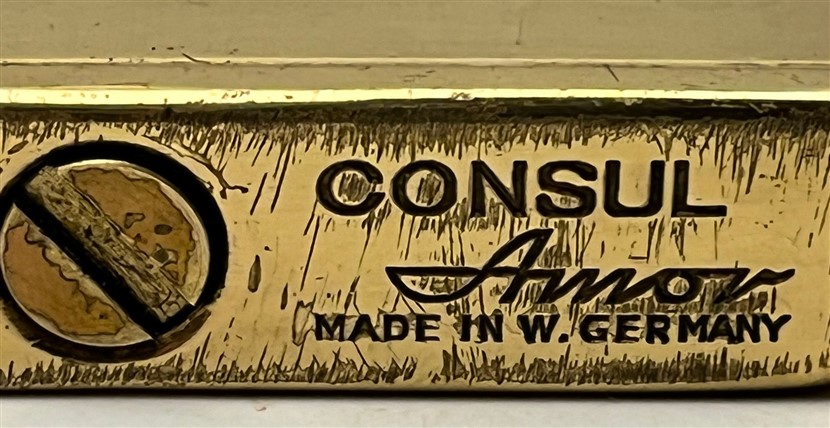 CONSUL
Amor
MADE IN W. GERMANY